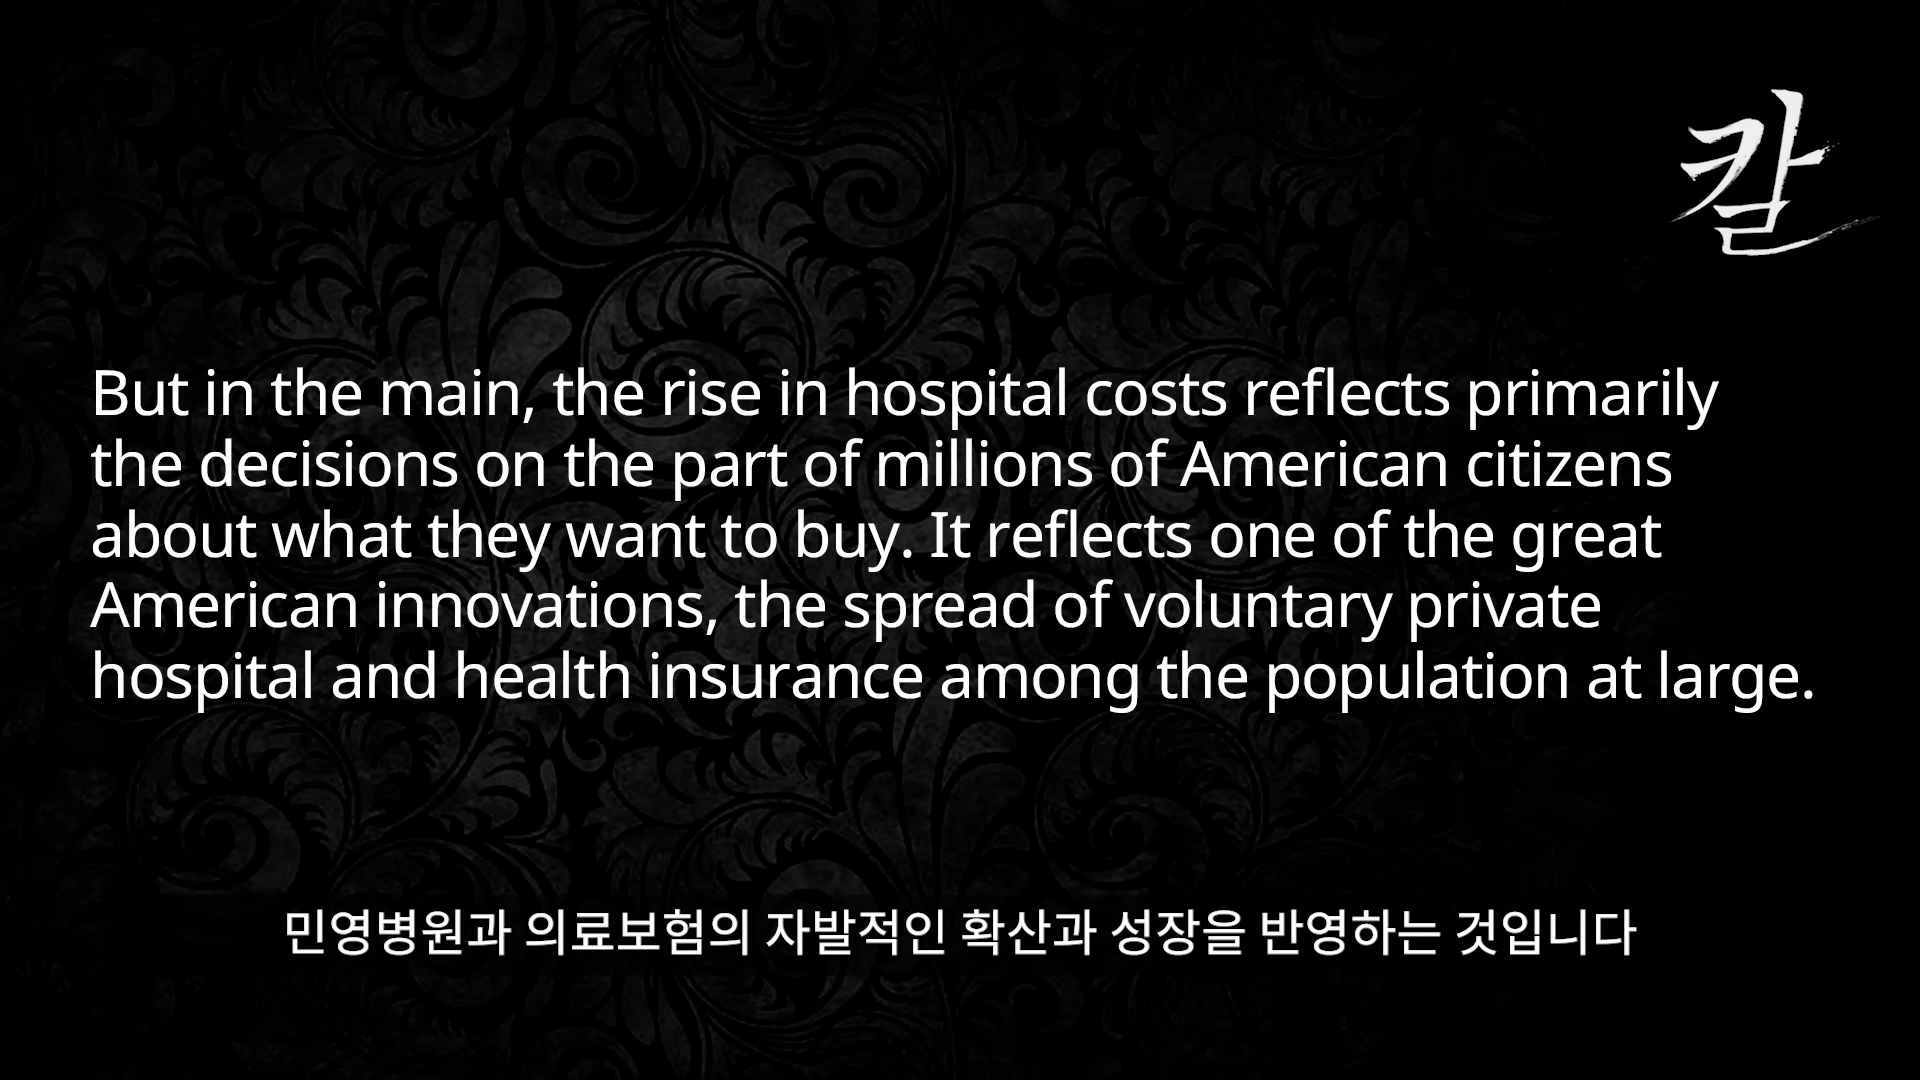 칼
But in the main, the rise in hospital costs reflects primarily
the decisions on the part of millions of American citizens
about what they want to buy. It reflects one of the great
American innovations, the spread of voluntary private
hospital and health insurance among the population at large.
민영병원과 의료보험의 자발적인 확산과 성장을 반영하는 것입니다